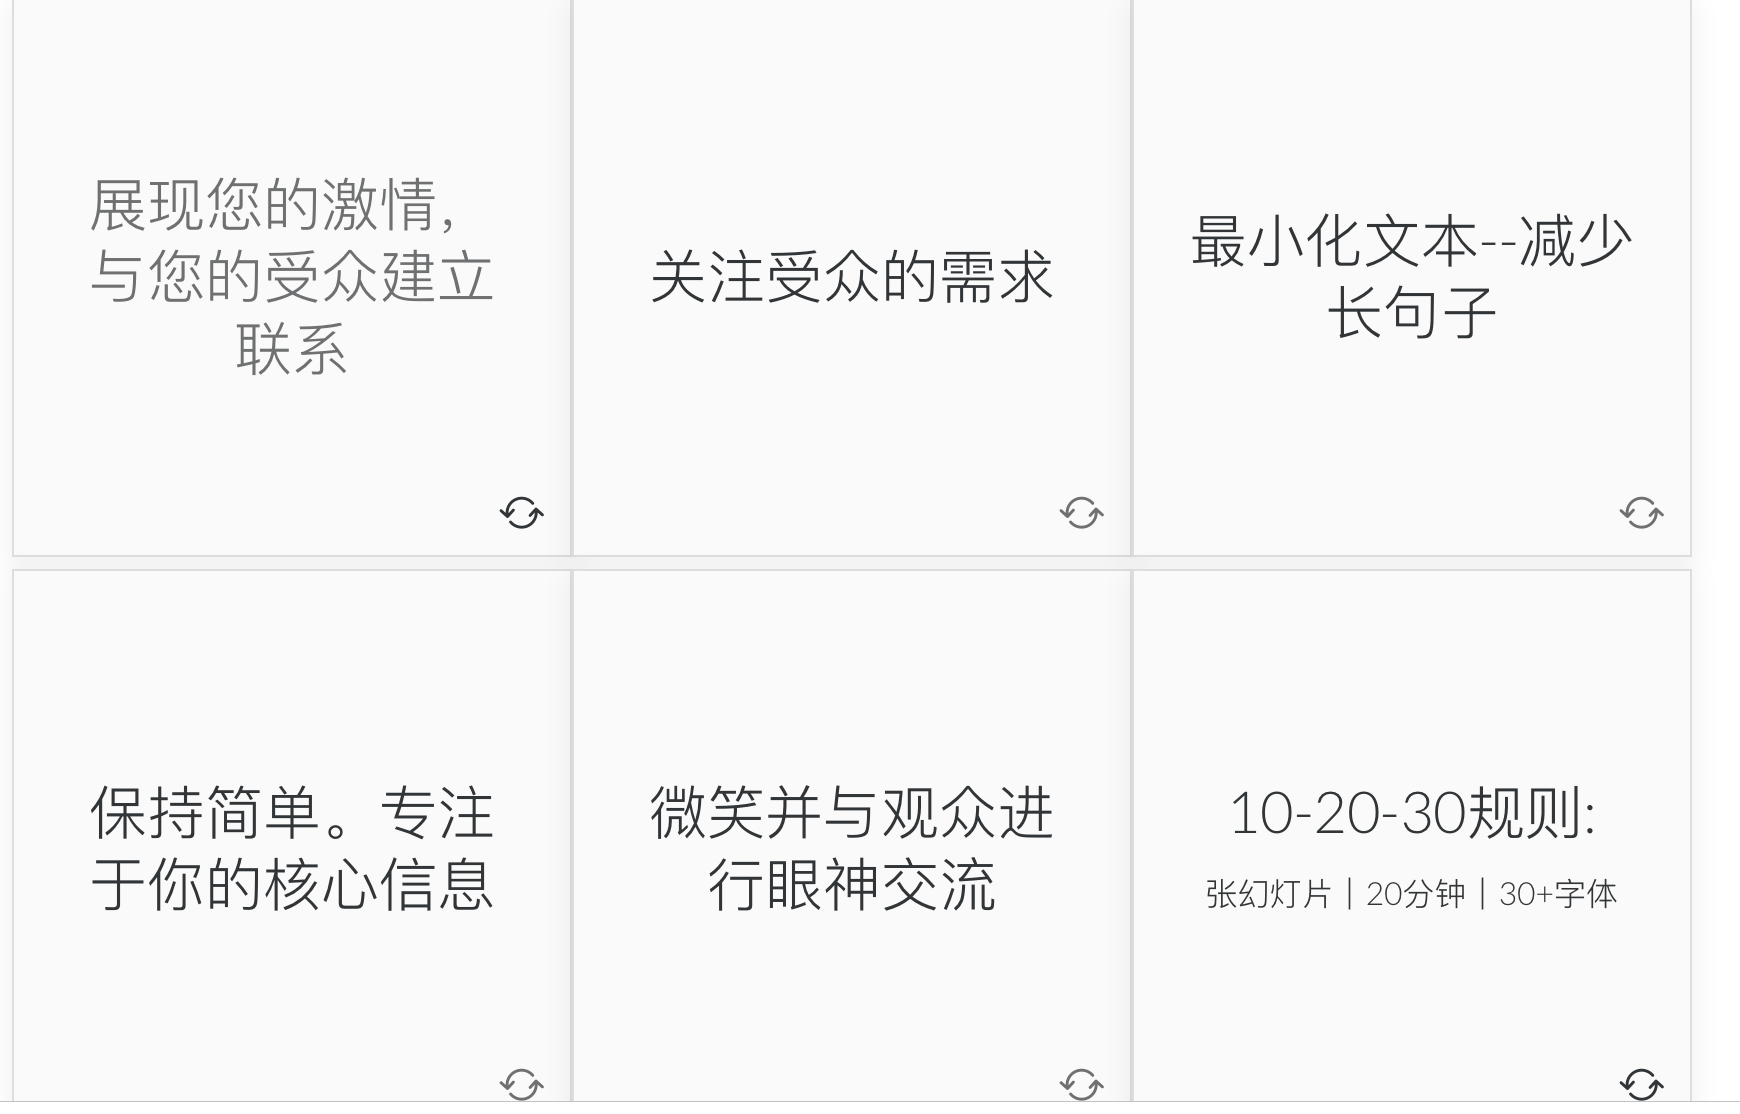 展现您的激情,
与您的受众建立
联系
关注受众的需求
最小化文本--减少
长句子
保持简单。专注
于你的核心信息
微笑并与观众进
行眼神交流
10-20-30规则:
张幻灯片 | 20分钟 | 30+字体